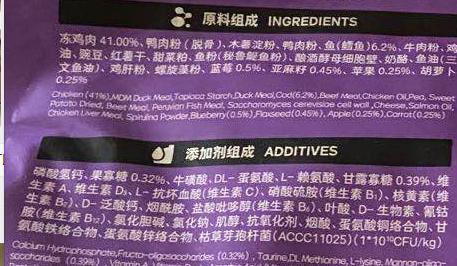 原料组成 INGREDIENTS
冻鸡肉 41.00%、鸭肉粉（脱骨）、木薯淀粉、鸭肉粉、鱼(鳕鱼)6.2%、牛肉粉、鸡
油、豌豆、红薯干、甜菜粕、鱼粉(秘鲁鳀鱼粉)、酿酒酵母细胞壁、奶酪、鱼油(三
文鱼油)、鸡肝粉、螺旋藻粉、蓝莓 0.5%、亚麻籽 0.45%、苹果 0.25%、胡萝卜
0.25%
Chicken (41%),MDM Duck Meal,Tapioca Starch,Duck Meal,Cod(6.2%),Beef Meal,Chicken Oil,Pea, Sweet
Potato Dried, Beet Meal, Peruvian Fish Meal, Saccharomyces cerevisiae cell wall ,Cheese,Salmon Oil,
Chicken Liver Meal, Spirulina Powder,Blueberry(0.5%),Flaxseed(0.45%), Apple(0.25%),Carrot(0.25%)
添加剂组成 ADDITIVES
磷酸氢钙、果寡糖 0.32%、牛磺酸、DL- 蛋氨酸、L- 赖氨酸、甘露寡糖 0.39%、维
生素 A、维生素 D₃、L- 抗坏血酸(维生素 C)、硝酸硫胺(维生素 B₁)、核黄素(维
生素 B₂)、D- 泛酸钙、烟酰胺、盐酸吡哆醇(维生素 B₆)、叶酸、D- 生物素、氰钴
胺(维生素 B₁₂)、氯化胆碱、氯化钠、肌醇、抗氧化剂、烟酸、蛋氨酸铜络合物、甘
氨酸铁络合物、蛋氨酸锌络合物、枯草芽孢杆菌(ACCC11025)(1*10¹⁰CFU/kg)
Calcium Hydrophosphate,Fructo-oligosaccharides (0.32%) , Taurine,DL Methionine, L-lysine, Mannan-oligo-
saccharides (0.39%)